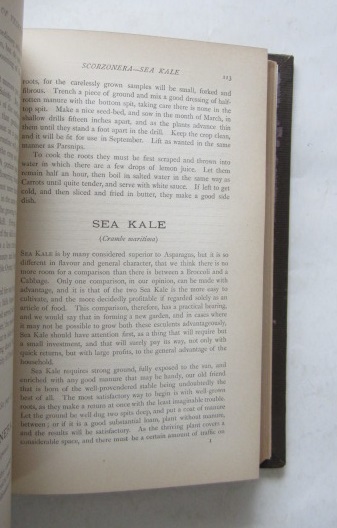 SCORZONERA—SEA KALE 113
roots, for the carelessly grown samples will be small, forked and
fibrous. Trench a piece of ground and mix a good dressing of half-
rotten manure with the bottom spit, taking care there is none in the
top spit. Make a nice seed-bed, and sow in the month of March, in
shallow drills fifteen inches apart, and as the plants advance thin
them until they stand a foot apart in the drill. Keep the crop clean,
and it will be fit for use in September. Lift as wanted in the same
manner as Parsnips.
To cook the roots they must be first scraped and thrown into
water in which there are a few drops of lemon juice. Let them
remain half an hour, then boil in salted water in the same way as
Carrots until quite tender, and serve with white sauce. If left to get
cold, and then sliced and fried in butter, they make a good side
dish.
SEA KALE
(Crambe maritima)
SEA KALE is by many considered superior to Asparagus, but it is so
different in flavour and general character, that we think there is no
more room for a comparison than there is between a Broccoli and a
Cabbage. Only one comparison, in our opinion, can be made with
advantage, and it is that of the two Sea Kale is the more easy to
cultivate, and the more decidedly profitable if regarded solely as an
article of food. This comparison, therefore, has a practical bearing,
and we would say that in forming a new garden, and in cases where
it may not be possible to grow both these esculents advantageously,
Sea Kale should have attention first, as a thing that will require but
a small investment, and that will surely pay its way, not only with
quick returns, but with large profits, to the general advantage of the
household.
Sea Kale requires strong ground, fully exposed to the sun, and
enriched with any good manure that may be handy, our old friend
that is born of the well-provendered stable being undoubtedly the
best of all. The most satisfactory way to begin is with well-grown
roots, as they make a return at once with the least imaginable trouble.
Let the ground be well dug two spits deep, and put a coat of manure
between; or if it is a good substantial loam, plant without manure,
and the results will be satisfactory. As the thriving plant covers a
considerable space, and there must be a certain amount of traffic on
I